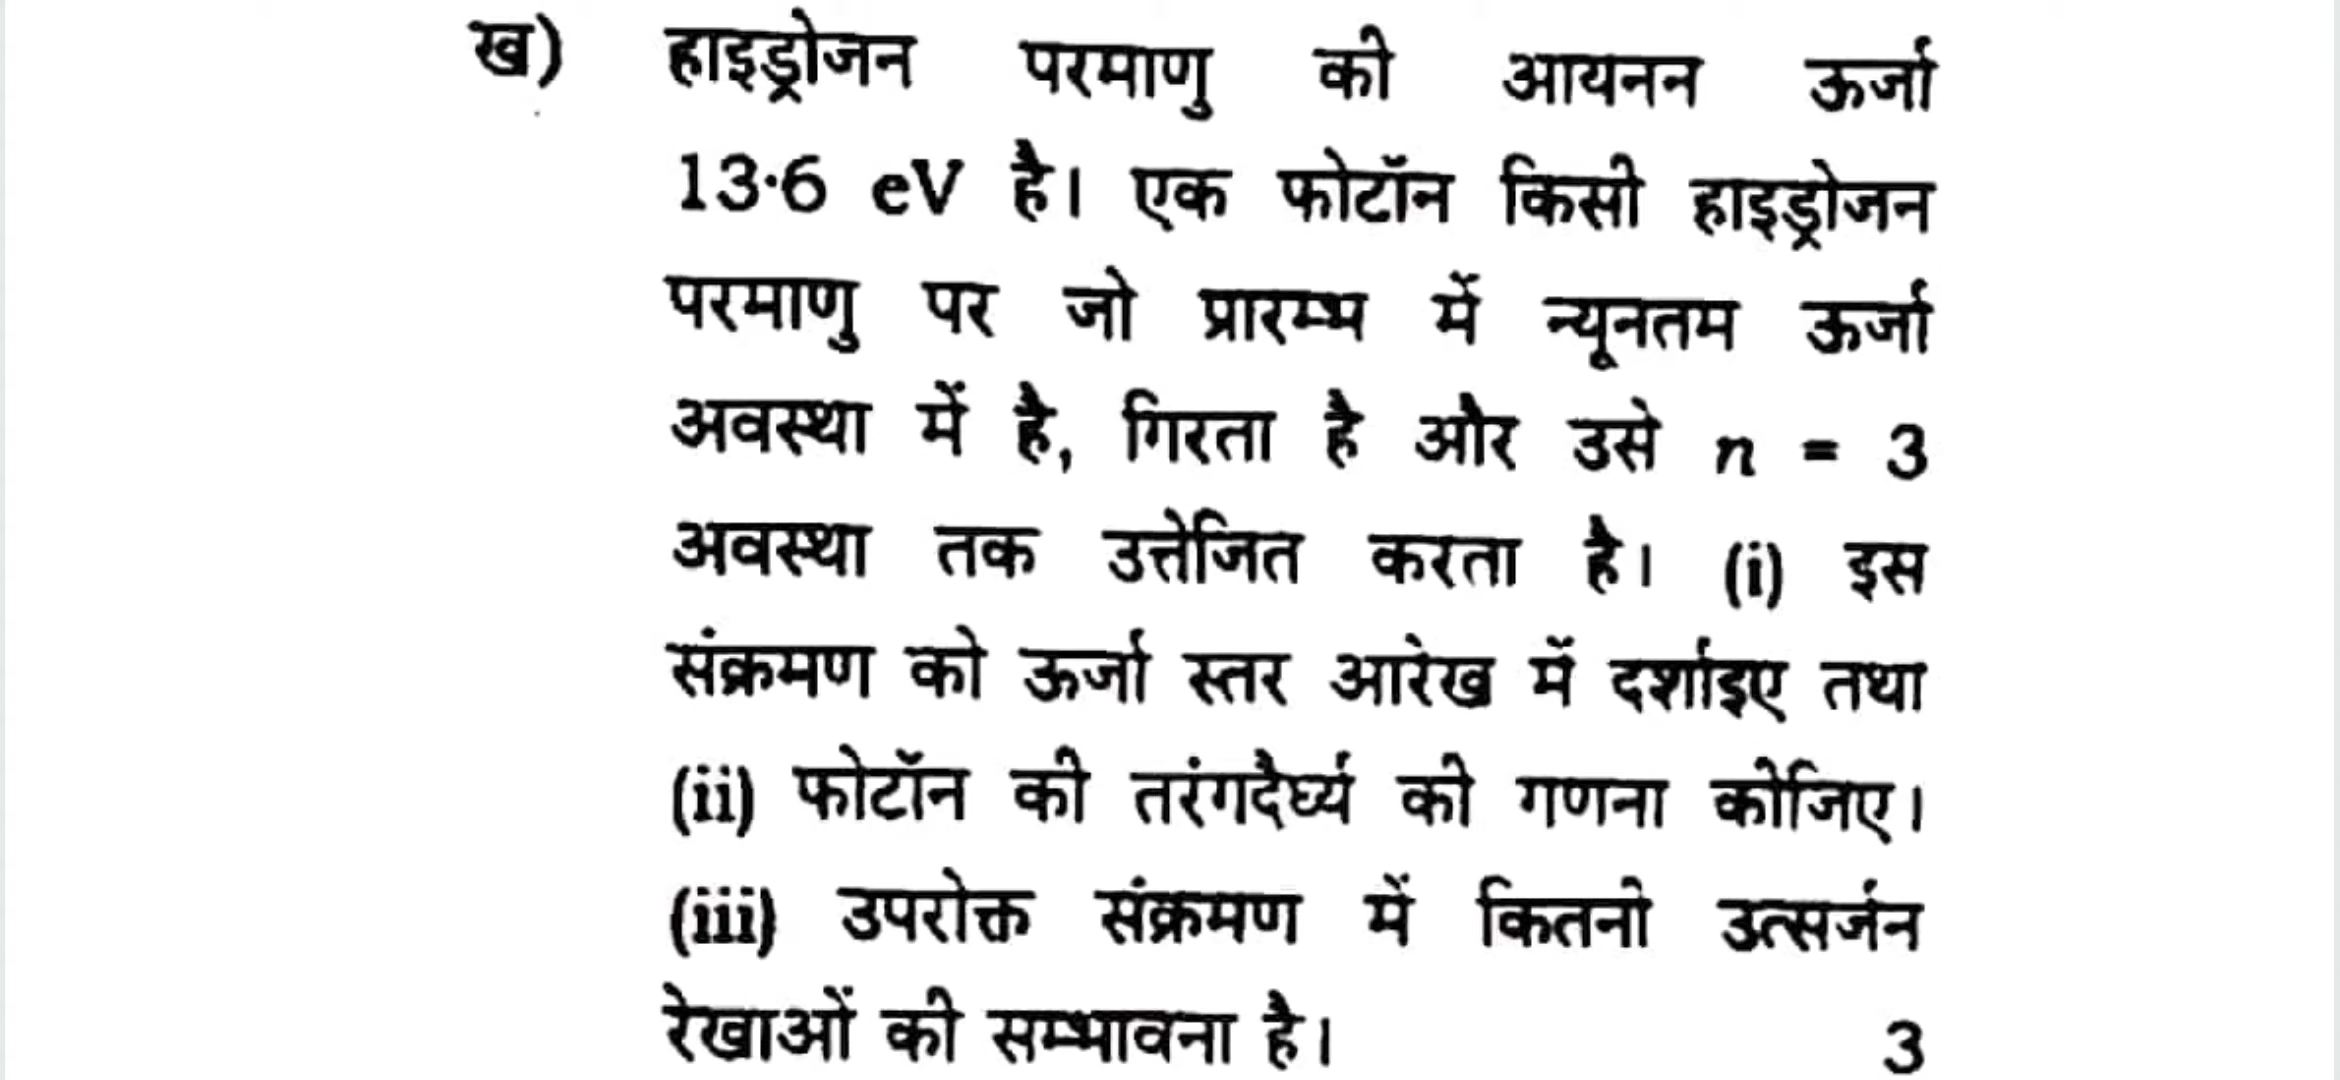 ख) हाइड्रोजन परमाणु की आयनन ऊर्जा
13·6 eV है। एक फोटॉन किसी हाइड्रोजन
परमाणु पर जो प्रारम्भ में न्यूनतम ऊर्जा
अवस्था में है, गिरता है और उसे n = 3
अवस्था तक उत्तेजित करता है। (i) इस
संक्रमण को ऊर्जा स्तर आरेख में दर्शाइए तथा
(ii) फोटॉन की तरंगदैर्घ्य की गणना कीजिए।
(iii) उपरोक्त संक्रमण में कितनी उत्सर्जन
रेखाओं की सम्भावना है। 3